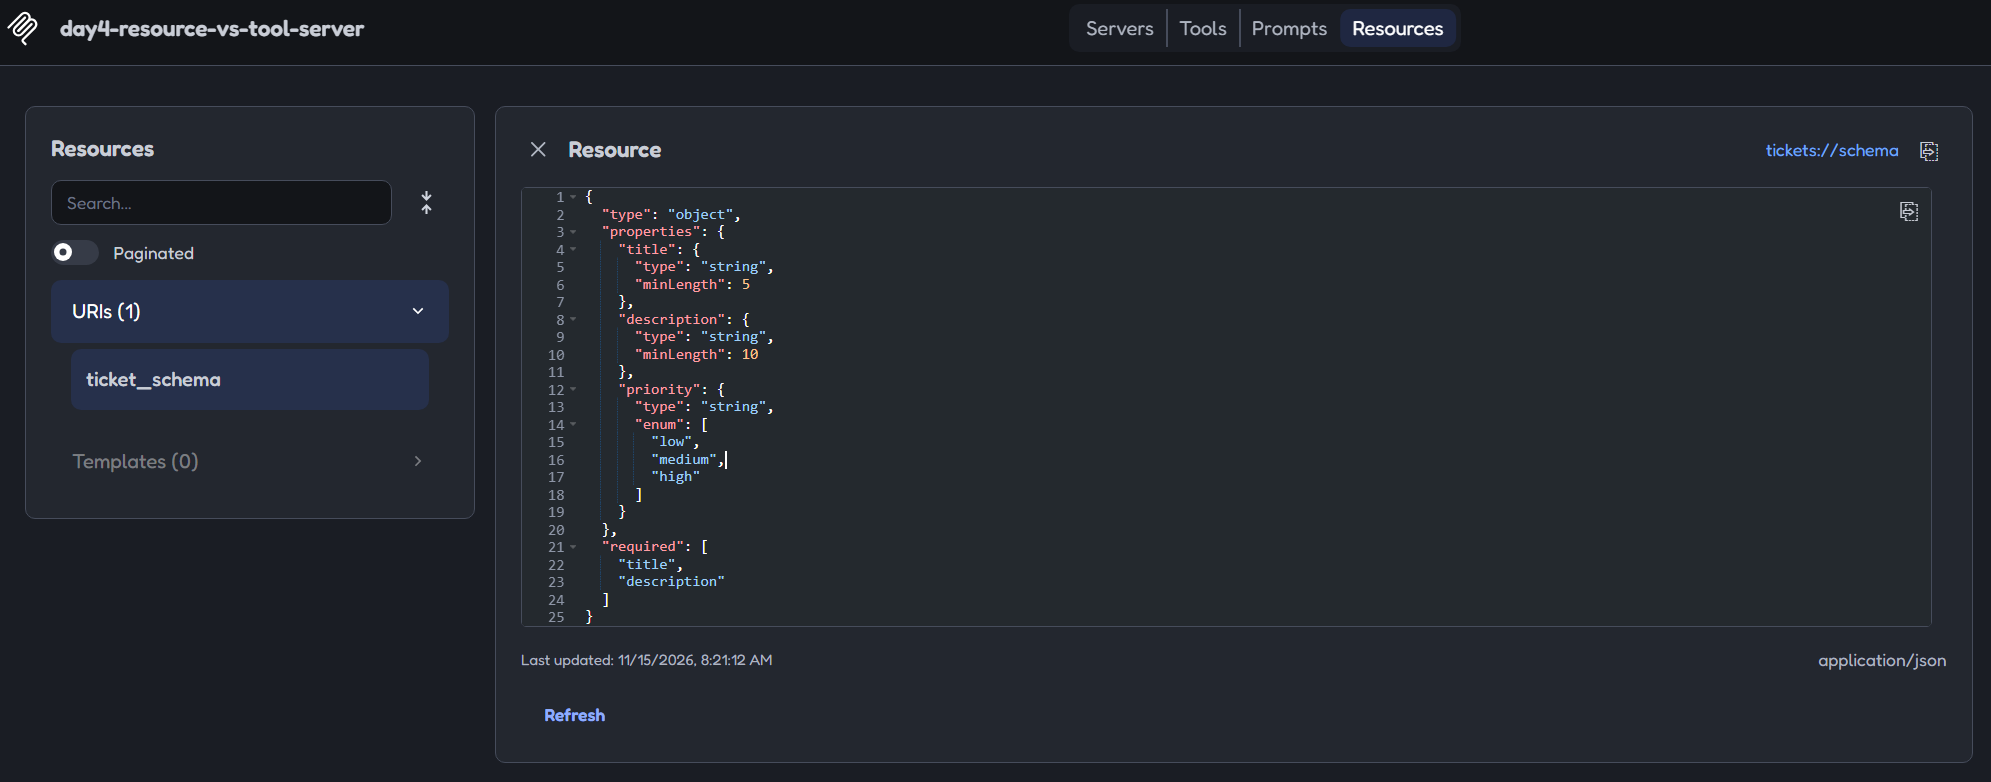 day4-resource-vs-tool-server
Servers
Tools
Prompts
Resources
Resources
Search...
Paginated
URIs (1)
ticket_schema
Templates (0)
Resource
tickets://schema
1 {
2   "type": "object",
3   "properties": {
4     "title": {
5       "type": "string",
6       "minLength": 5
7     },
8     "description": {
9       "type": "string",
10       "minLength": 10
11     },
12     "priority": {
13       "type": "string",
14       "enum": [
15         "low",
16         "medium",
17         "high"
18       ]
19     }
20   },
21   "required": [
22     "title",
23     "description"
24   ]
25 }
Last updated: 11/15/2026, 8:21:12 AM
application/json
Refresh